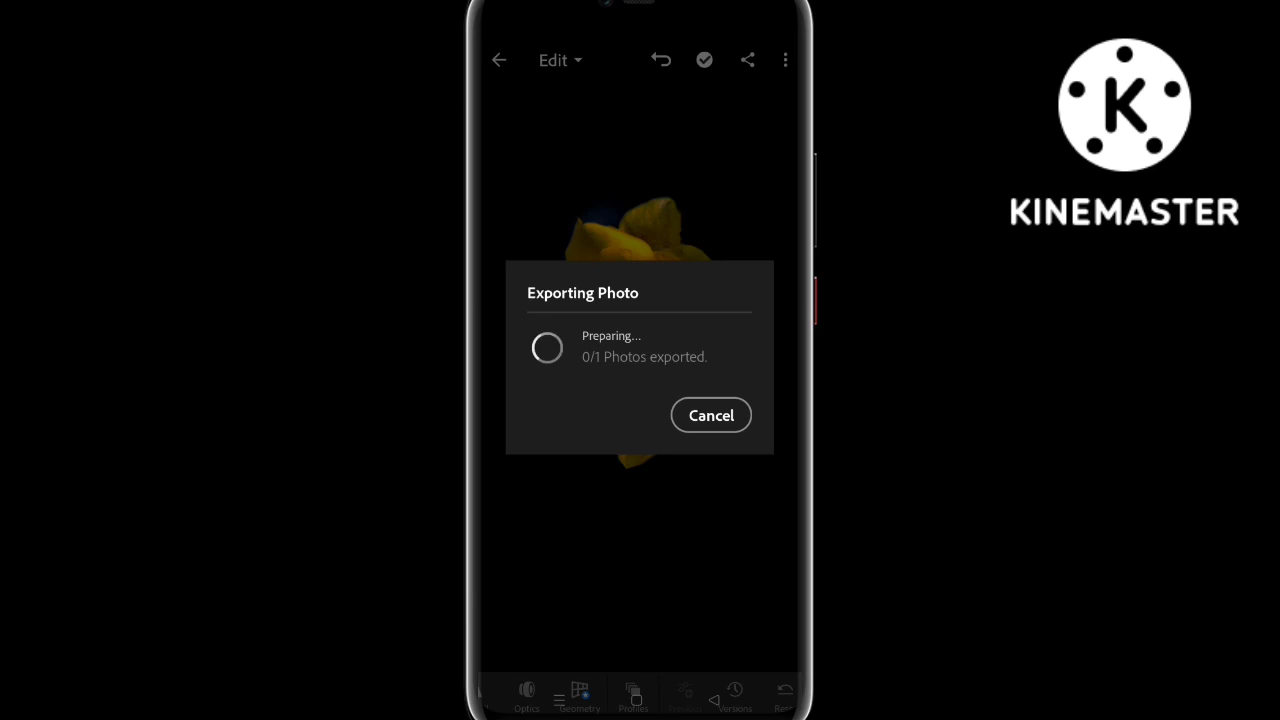 Edit
KINEMASTER
Exporting Photo
Preparing...
0/1 Photos exported.
Cancel
Optics
Geometry
Profiles
Versions